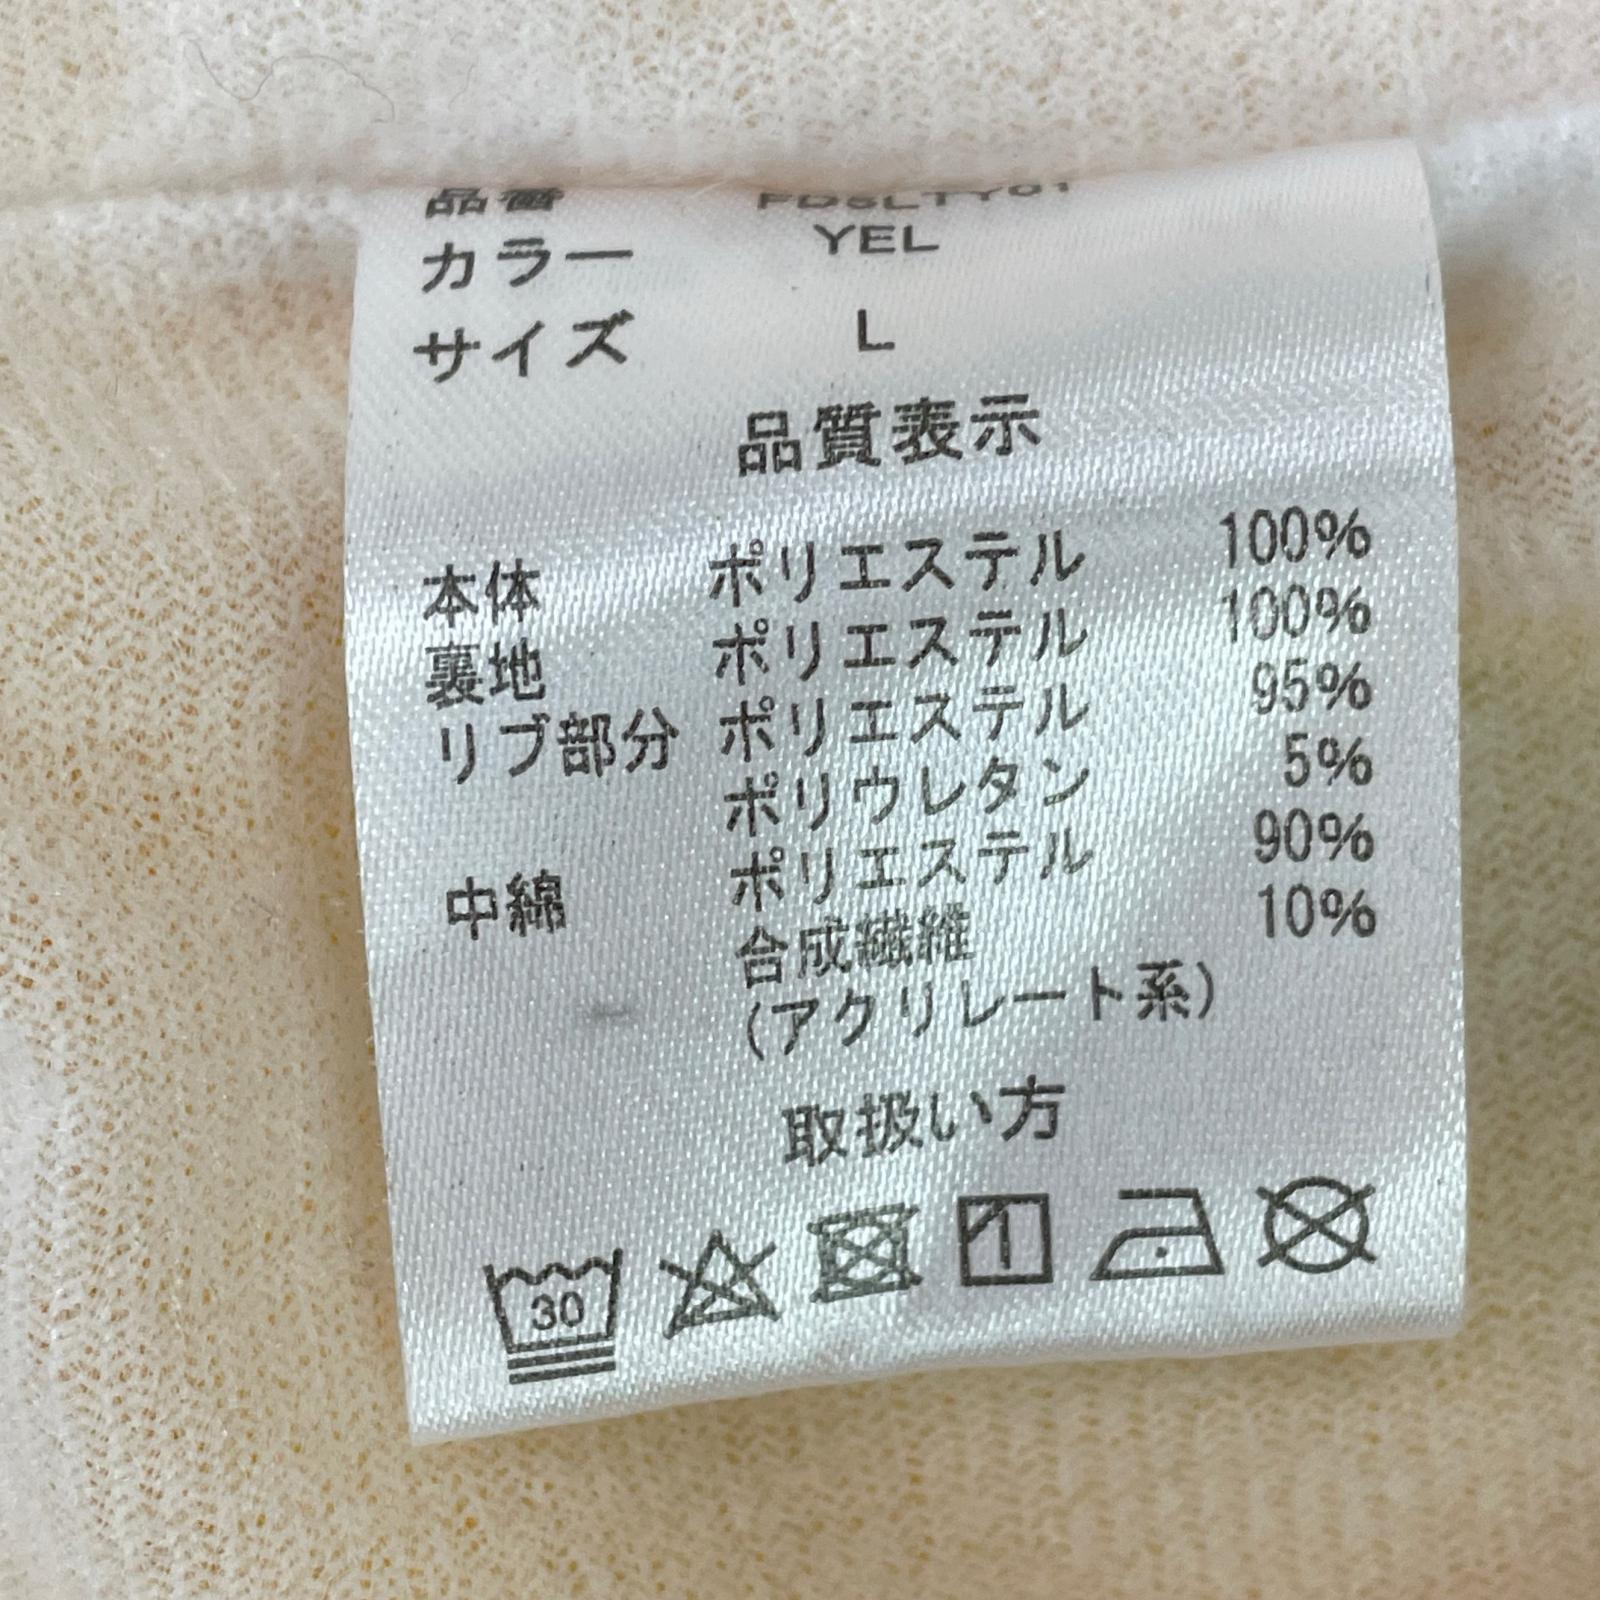 品番 PDSLTY01
カラー YEL
サイズ L
品質表示
本体 ポリエステル 100%
裏地 ポリエステル 100%
リブ部分 ポリエステル 95%
ポリウレタン 5%
中綿 ポリエステル 90%
合成繊維 10%
(アクリレート系)
取扱い方
30